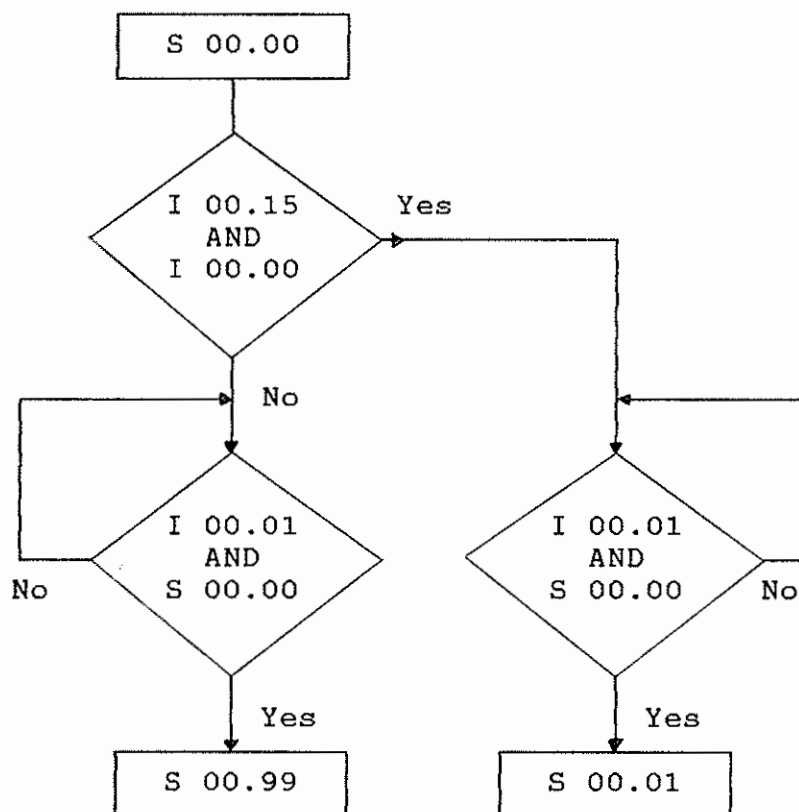 S 00.00
I 00.15
AND
I 00.00
Yes
No
I 00.01
AND
S 00.00
No
Yes
S 00.99
I 00.01
AND
S 00.00
No
Yes
S 00.01